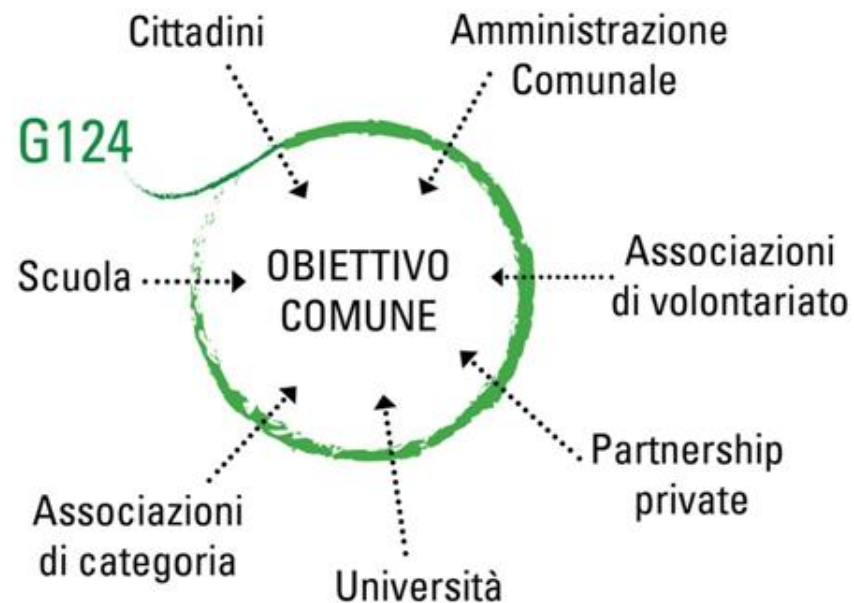 Cittadini
Amministrazione
Comunale
G124
Scuola
OBIETTIVO
COMUNE
Associazioni
di volontariato
Partnership
private
Associazioni
di categoria
Università